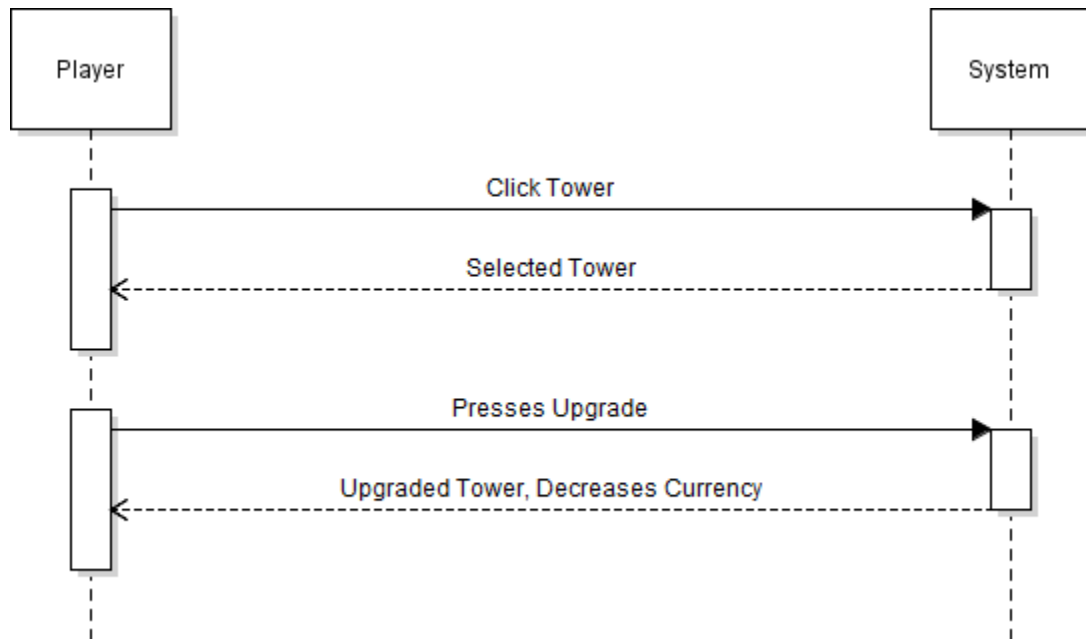 Player
System
Click Tower
Selected Tower
Presses Upgrade
Upgraded Tower, Decreases Currency